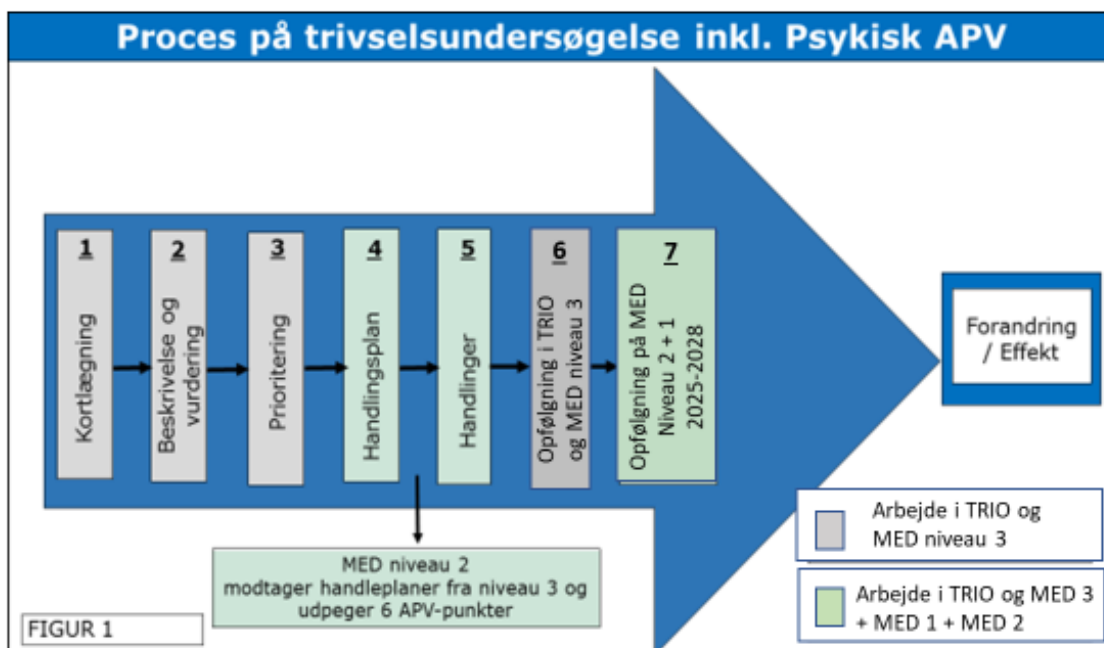 Proces på trivselsundersøgelse inkl. Psykisk APV
1
Kortlægning
2
Beskrivelse og
vurdering
3
Prioritering
4
Handlingsplan
5
Handlinger
6
Opfølgning i TRIO
og MED niveau 3
7
Opfølgning på MED
Niveau 2 + 1
2025-2028
Forandring
/ Effekt
MED niveau 2
modtager handleplaner fra niveau 3 og
udpeger 6 APV-punkter
Arbejde i TRIO og
MED niveau 3
Arbejde i TRIO og MED 3
+ MED 1 + MED 2
FIGUR 1